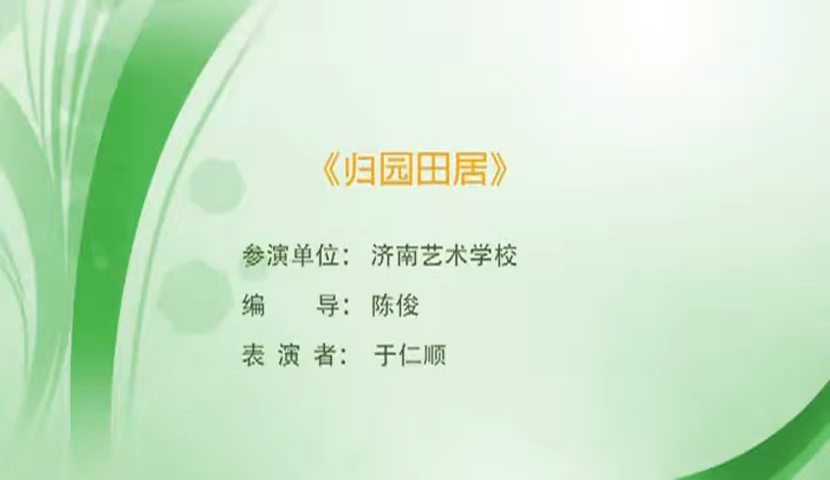 《归园田居》
参演单位： 济南艺术学校
编　　导： 陈俊
表 演 者： 于仁顺